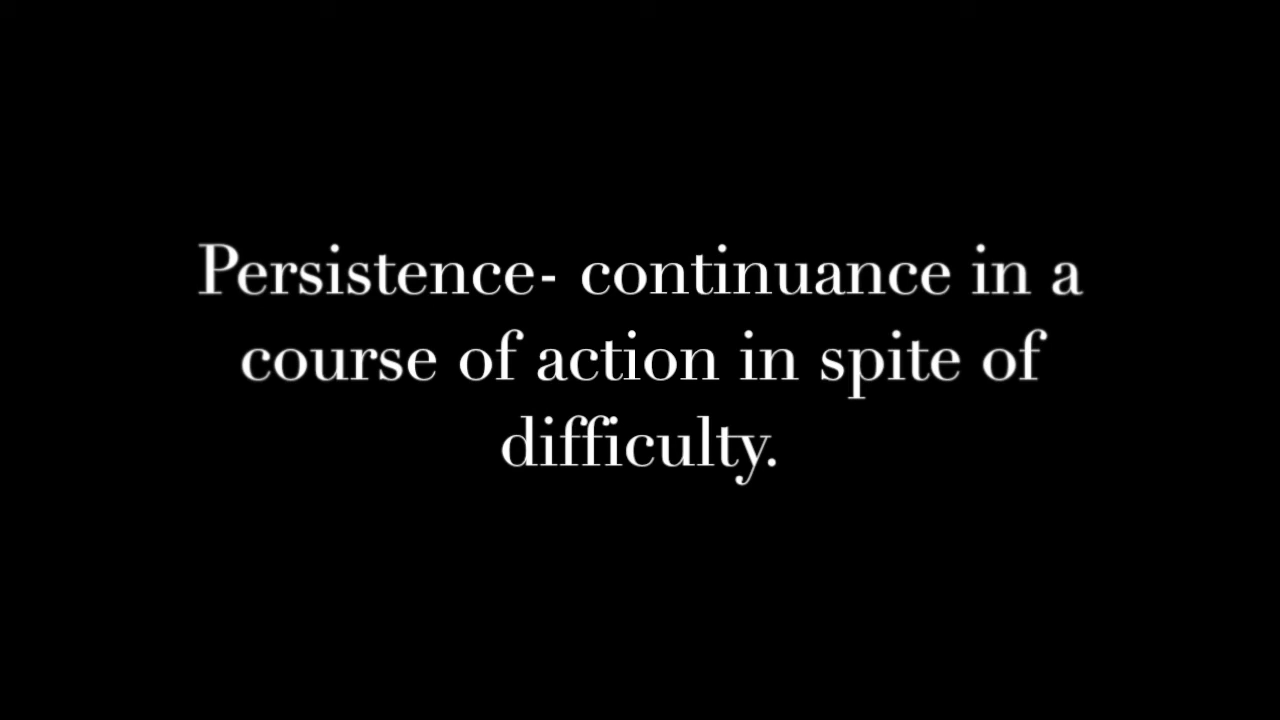 Persistence- continuance in a
course of action in spite of
difficulty.